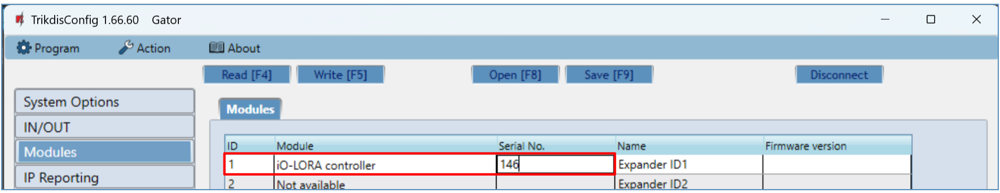 TrikdisConfig 1.66.60 Gator
Program Action About
Read [F4] Write [F5] Open [F8] Save [F9] Disconnect
System Options
IN/OUT
Modules
IP Reporting
Modules
ID Module Serial No. Name Firmware version
1 iO-LORA controller 146 Expander ID1
2 Not available Expander ID2